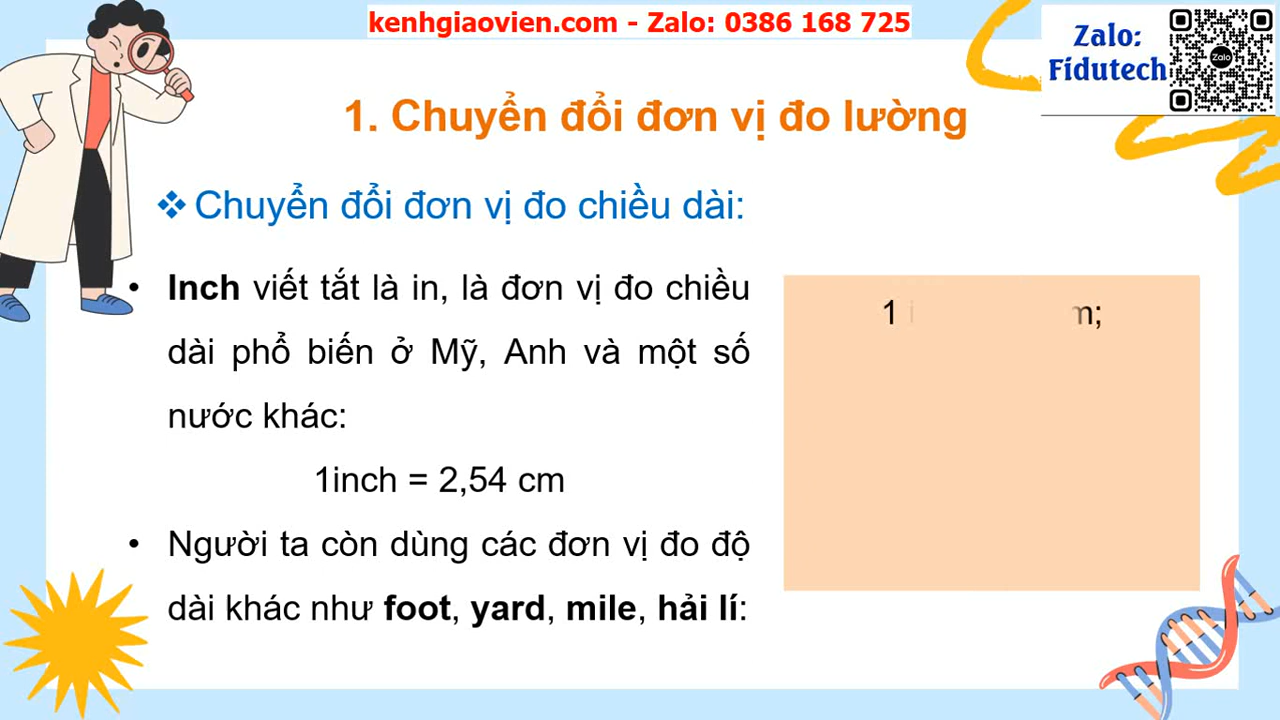 kenhgiaovien.com - Zalo: 0386 168 725
Zalo:
Fidutech
Zalo
1. Chuyển đổi đơn vị đo lường
❖ Chuyển đổi đơn vị đo chiều dài:
• Inch viết tắt là in, là đơn vị đo chiều
dài phổ biến ở Mỹ, Anh và một số
nước khác:
1inch = 2,54 cm
• Người ta còn dùng các đơn vị đo độ
dài khác như foot, yard, mile, hải lí:
1